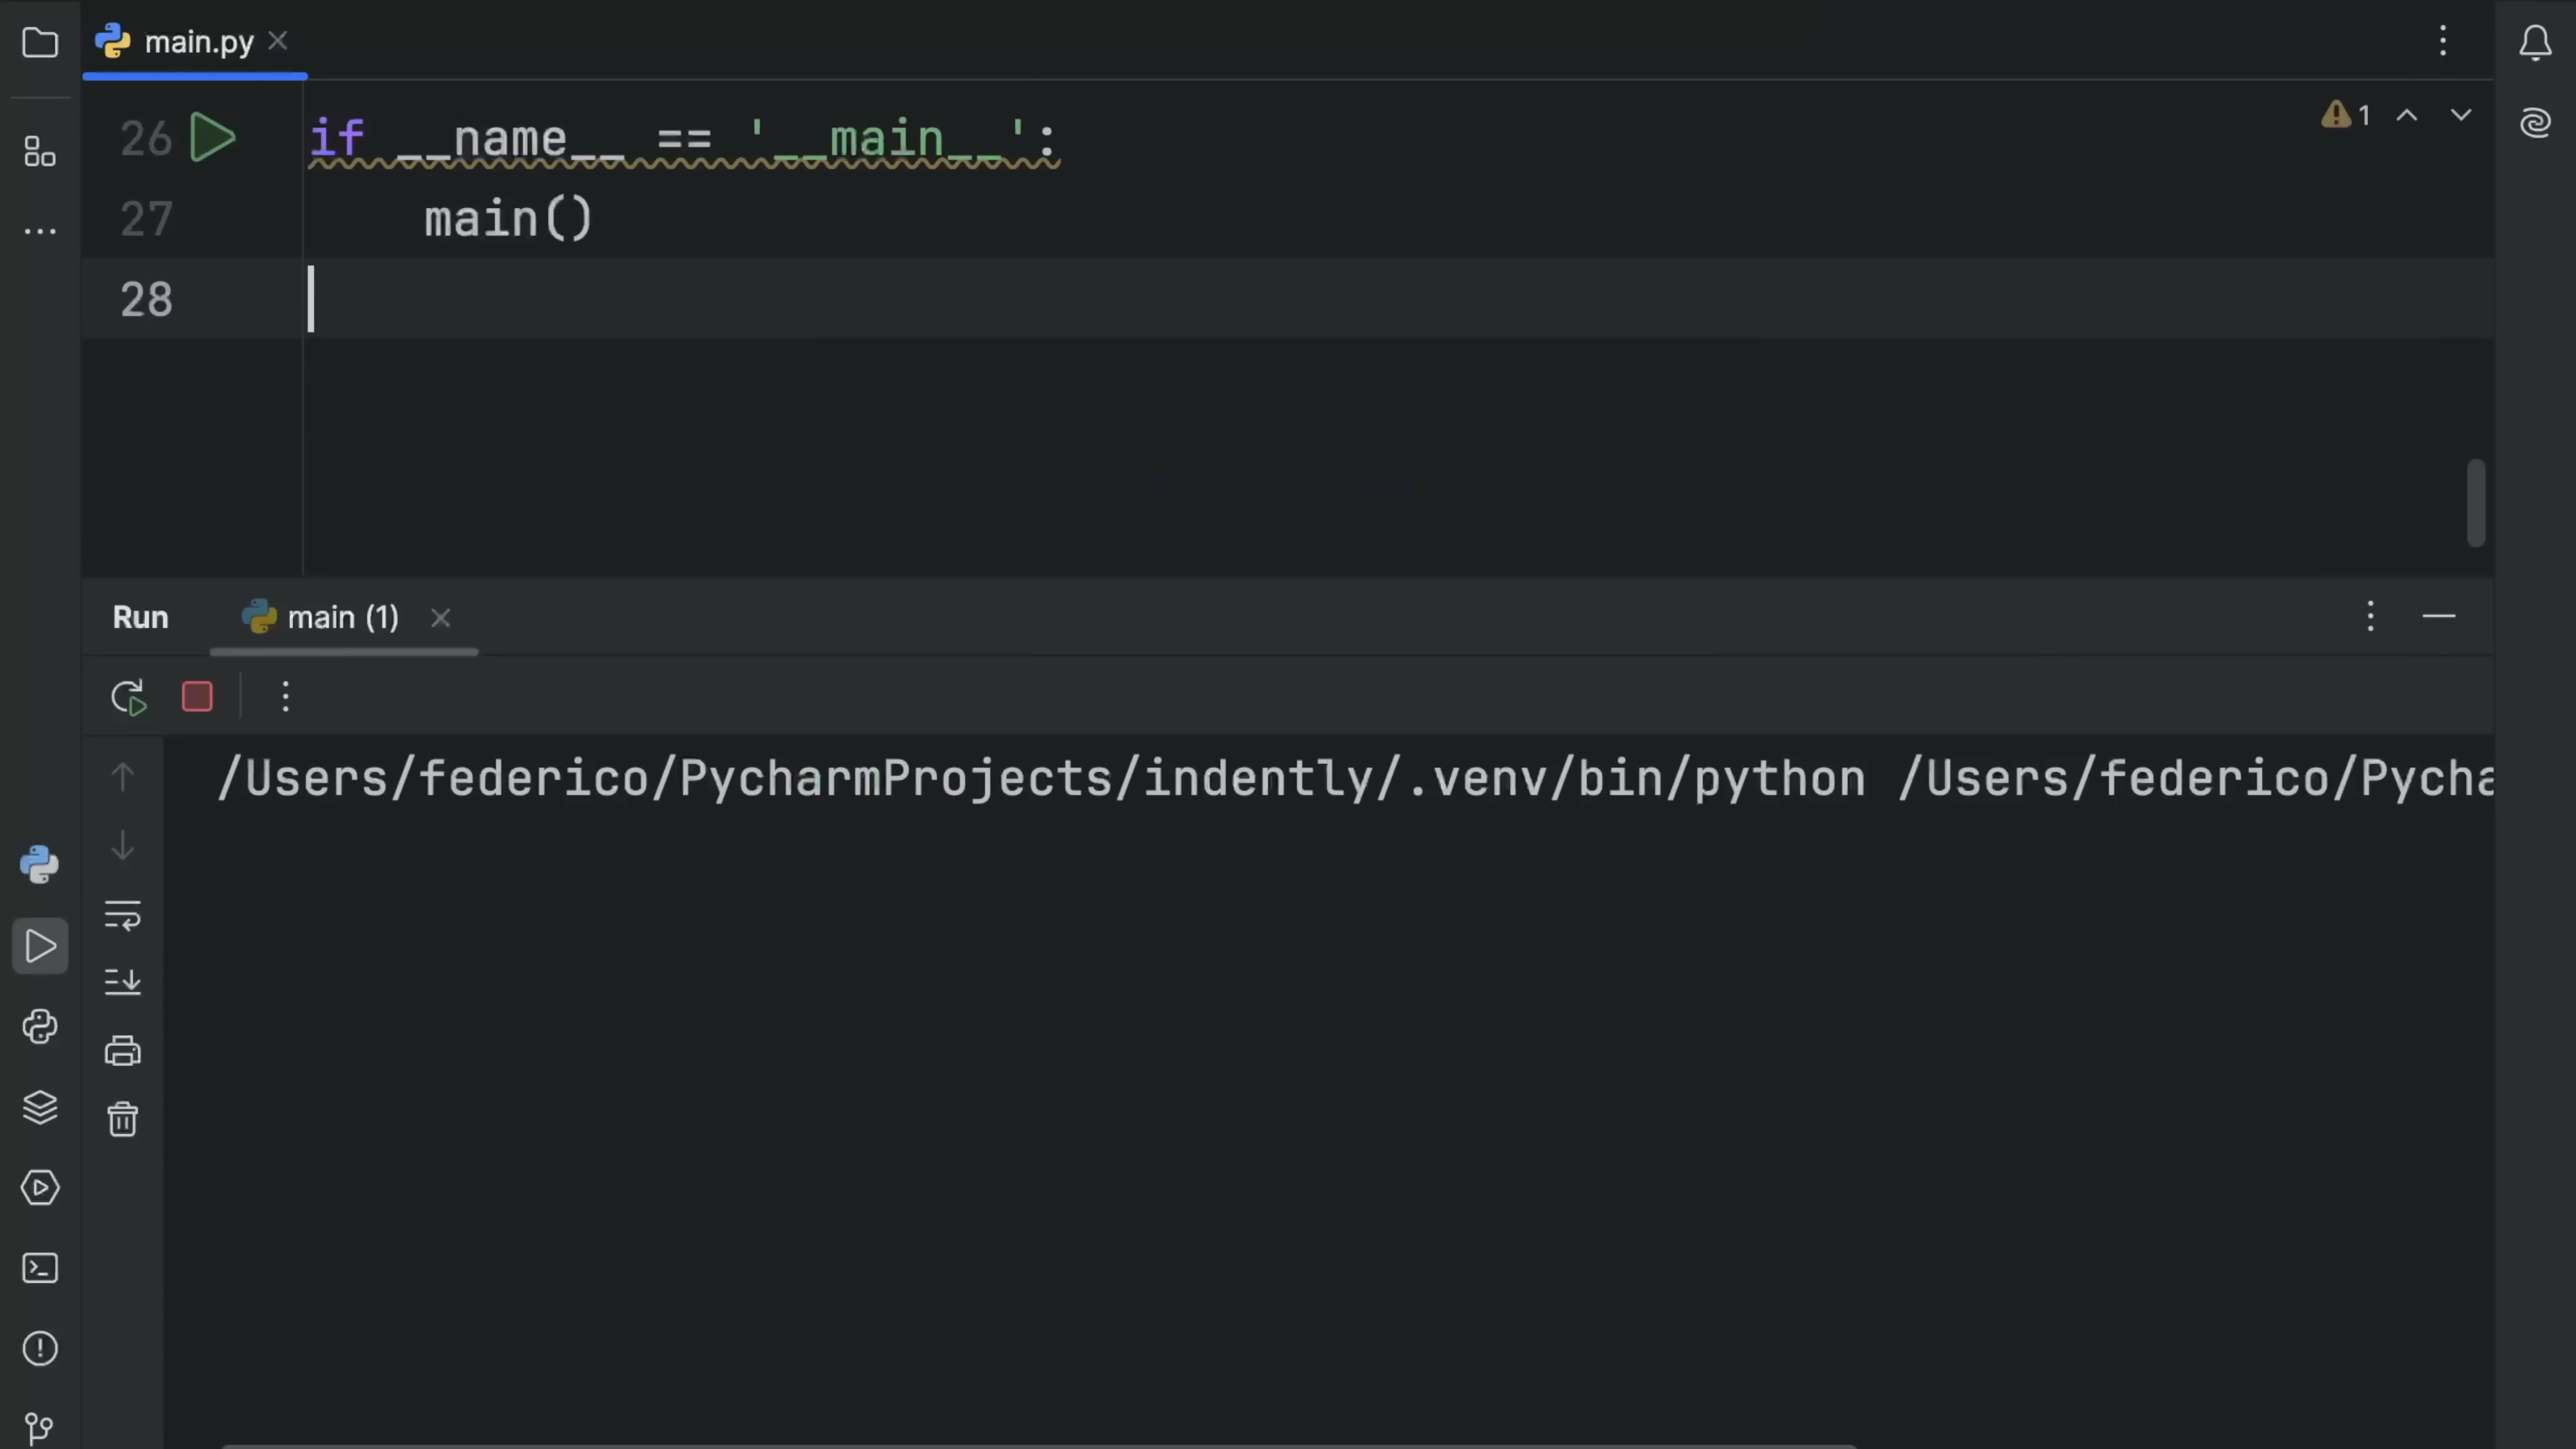 main.py
26 if __name__ == '__main__':
1
27     main()
28
Run main (1)
/Users/federico/PycharmProjects/indently/.venv/bin/python /Users/federico/Pycha